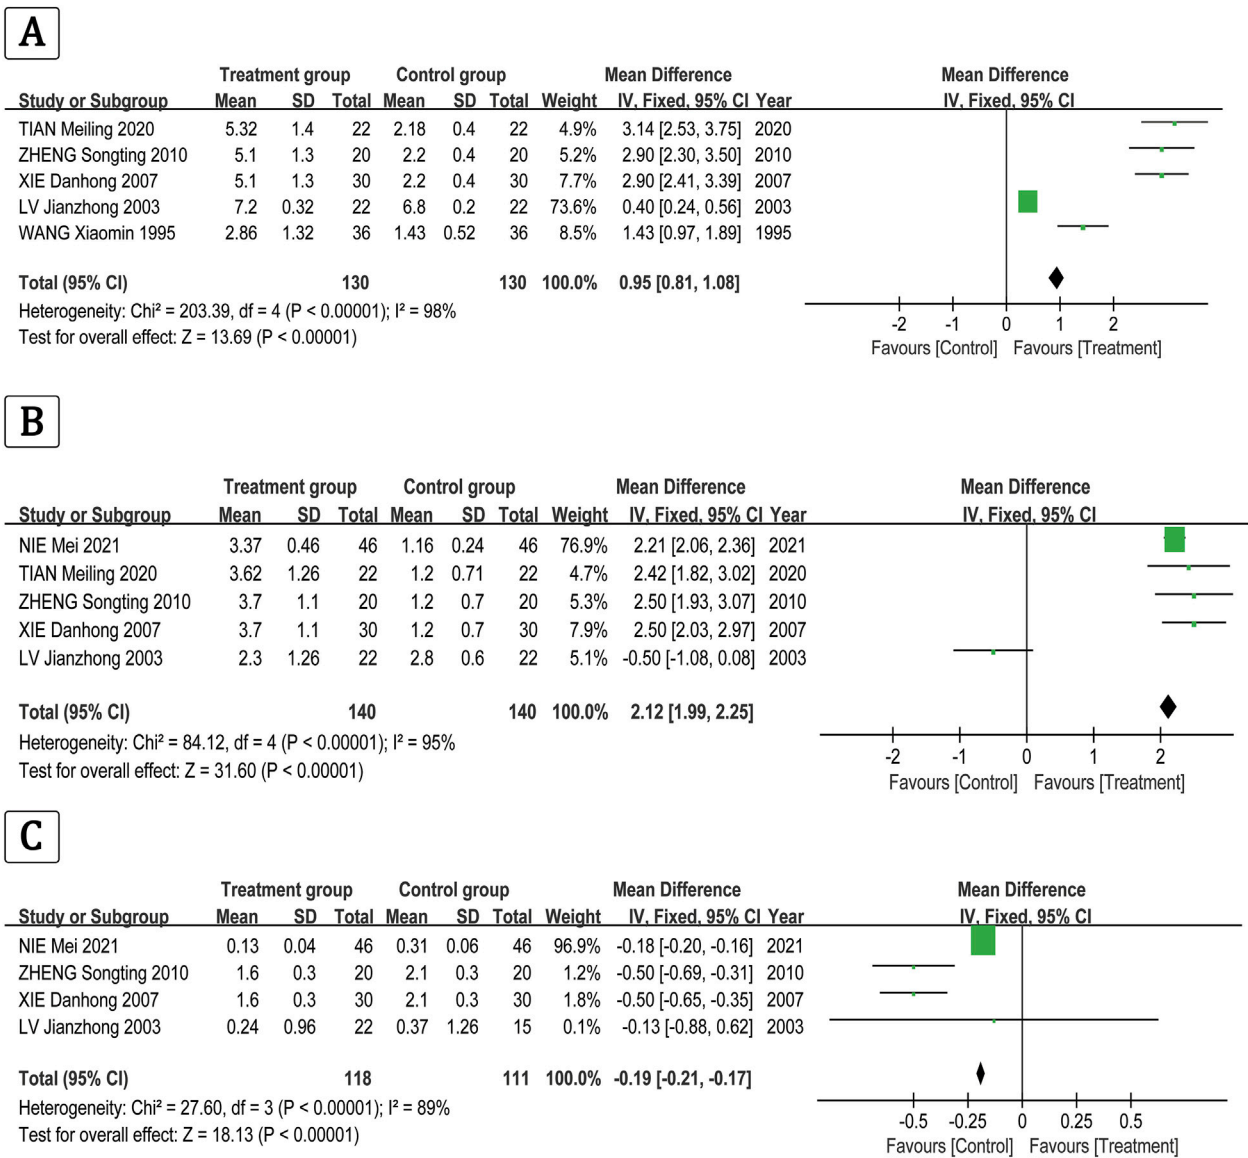 A
Treatment group Control group Mean Difference Mean Difference
Study or Subgroup Mean SD Total Mean SD Total Weight IV, Fixed, 95% CI Year IV, Fixed, 95% CI
TIAN Meiling 2020 5.32 1.4 22 2.18 0.4 22 4.9% 3.14 [2.53, 3.75] 2020
ZHENG Songting 2010 5.1 1.3 20 2.2 0.4 20 5.2% 2.90 [2.30, 3.50] 2010
XIE Danhong 2007 5.1 1.3 30 2.2 0.4 30 7.7% 2.90 [2.41, 3.39] 2007
LV Jianzhong 2003 7.2 0.32 22 6.8 0.2 22 73.6% 0.40 [0.24, 0.56] 2003
WANG Xiaomin 1995 2.86 1.32 36 1.43 0.52 36 8.5% 1.43 [0.97, 1.89] 1995
Total (95% CI) 130 130 100.0% 0.95 [0.81, 1.08]
Heterogeneity: Chi² = 203.39, df = 4 (P < 0.00001); I² = 98%
Test for overall effect: Z = 13.69 (P < 0.00001)
-2 -1 0 1 2
Favours [Control] Favours [Treatment]
B
Treatment group Control group Mean Difference Mean Difference
Study or Subgroup Mean SD Total Mean SD Total Weight IV, Fixed, 95% CI Year IV, Fixed, 95% CI
NIE Mei 2021 3.37 0.46 46 1.16 0.24 46 76.9% 2.21 [2.06, 2.36] 2021
TIAN Meiling 2020 3.62 1.26 22 1.2 0.71 22 4.7% 2.42 [1.82, 3.02] 2020
ZHENG Songting 2010 3.7 1.1 20 1.2 0.7 20 5.3% 2.50 [1.93, 3.07] 2010
XIE Danhong 2007 3.7 1.1 30 1.2 0.7 30 7.9% 2.50 [2.03, 2.97] 2007
LV Jianzhong 2003 2.3 1.26 22 2.8 0.6 22 5.1% -0.50 [-1.08, 0.08] 2003
Total (95% CI) 140 140 100.0% 2.12 [1.99, 2.25]
Heterogeneity: Chi² = 84.12, df = 4 (P < 0.00001); I² = 95%
Test for overall effect: Z = 31.60 (P < 0.00001)
-2 -1 0 1 2
Favours [Control] Favours [Treatment]
C
Treatment group Control group Mean Difference Mean Difference
Study or Subgroup Mean SD Total Mean SD Total Weight IV, Fixed, 95% CI Year IV, Fixed, 95% CI
NIE Mei 2021 0.13 0.04 46 0.31 0.06 46 96.9% -0.18 [-0.20, -0.16] 2021
ZHENG Songting 2010 1.6 0.3 20 2.1 0.3 20 1.2% -0.50 [-0.69, -0.31] 2010
XIE Danhong 2007 1.6 0.3 30 2.1 0.3 30 1.8% -0.50 [-0.65, -0.35] 2007
LV Jianzhong 2003 0.24 0.96 22 0.37 1.26 15 0.1% -0.13 [-0.88, 0.62] 2003
Total (95% CI) 118 111 100.0% -0.19 [-0.21, -0.17]
Heterogeneity: Chi² = 27.60, df = 3 (P < 0.00001); I² = 89%
Test for overall effect: Z = 18.13 (P < 0.00001)
-0.5 -0.25 0 0.25 0.5
Favours [Control] Favours [Treatment]